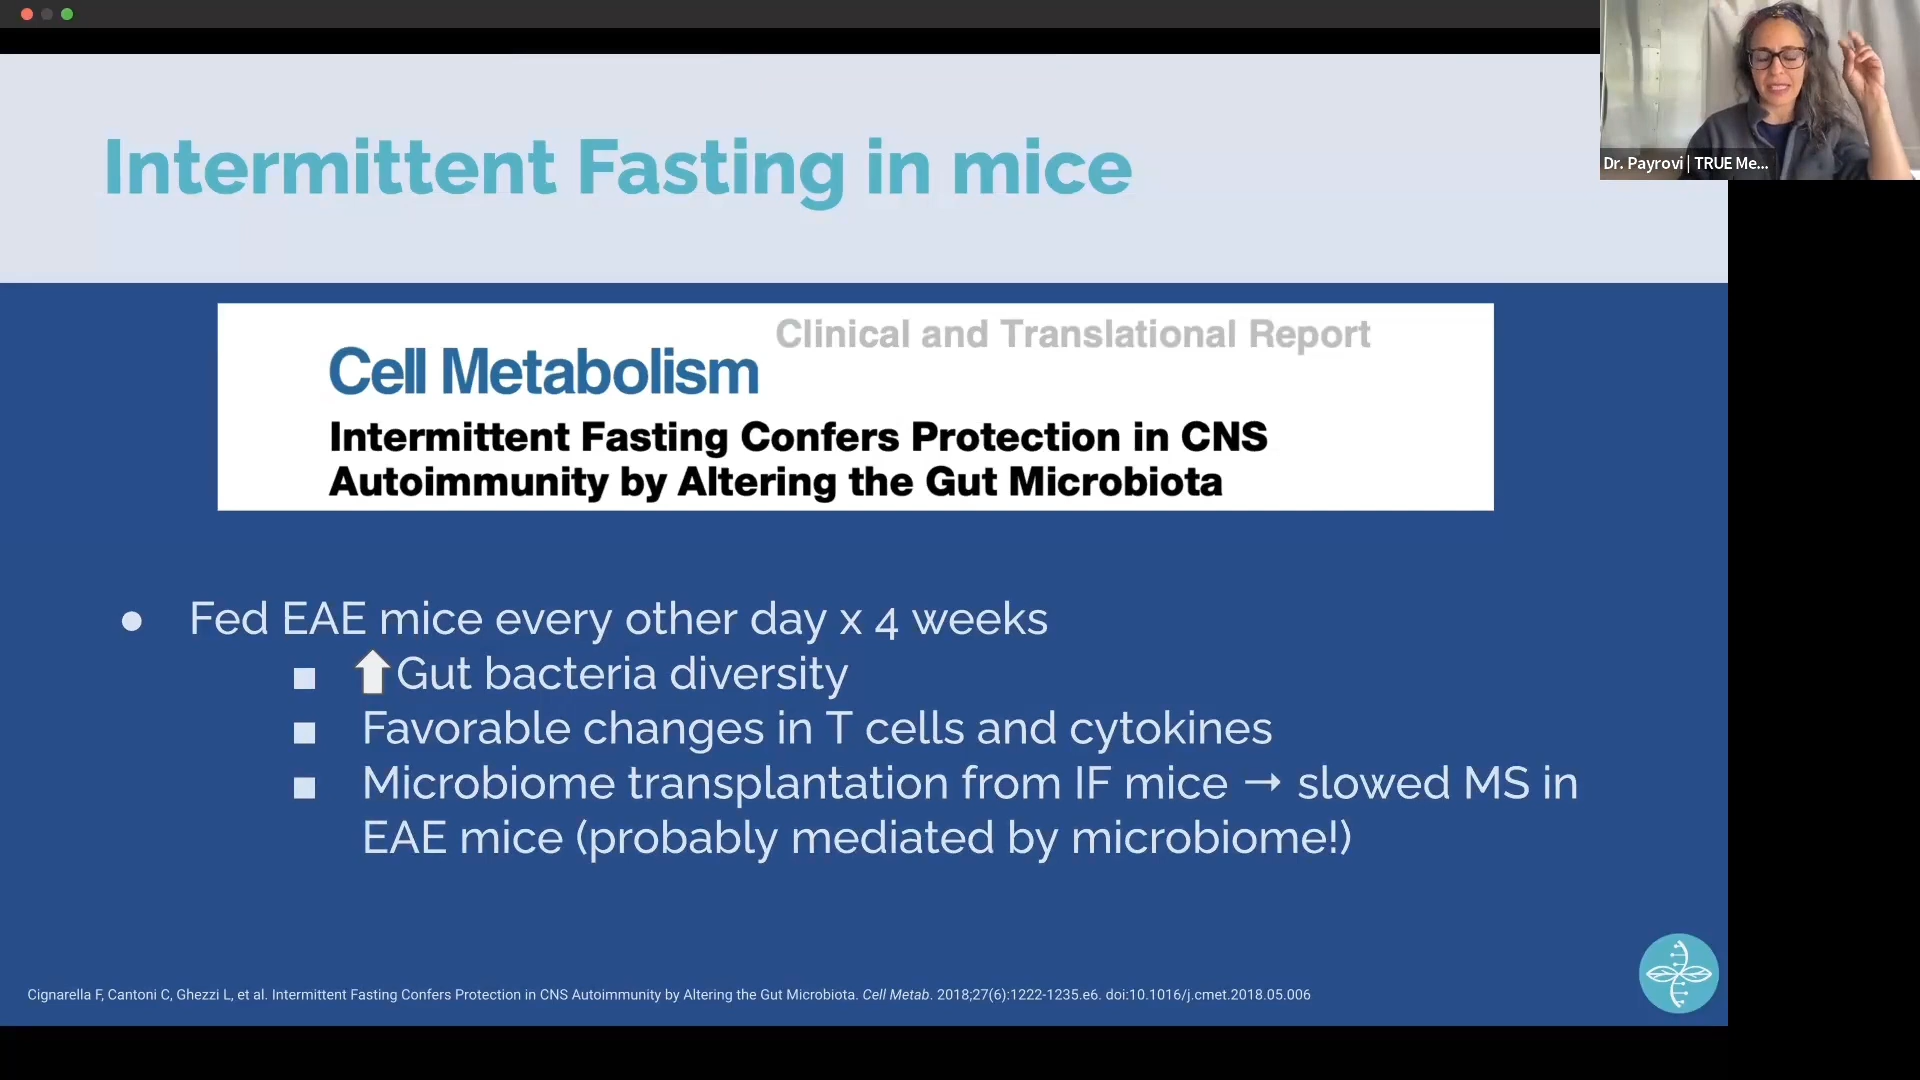 Dr. Payrovi | TRUE Me...
Intermittent Fasting in mice
Clinical and Translational Report
Cell Metabolism
Intermittent Fasting Confers Protection in CNS
Autoimmunity by Altering the Gut Microbiota
● Fed EAE mice every other day x 4 weeks
■ ⬆Gut bacteria diversity
■ Favorable changes in T cells and cytokines
■ Microbiome transplantation from IF mice → slowed MS in
EAE mice (probably mediated by microbiome!)
Cignarella F, Cantoni C, Ghezzi L, et al. Intermittent Fasting Confers Protection in CNS Autoimmunity by Altering the Gut Microbiota. Cell Metab. 2018;27(6):1222-1235.e6. doi:10.1016/j.cmet.2018.05.006